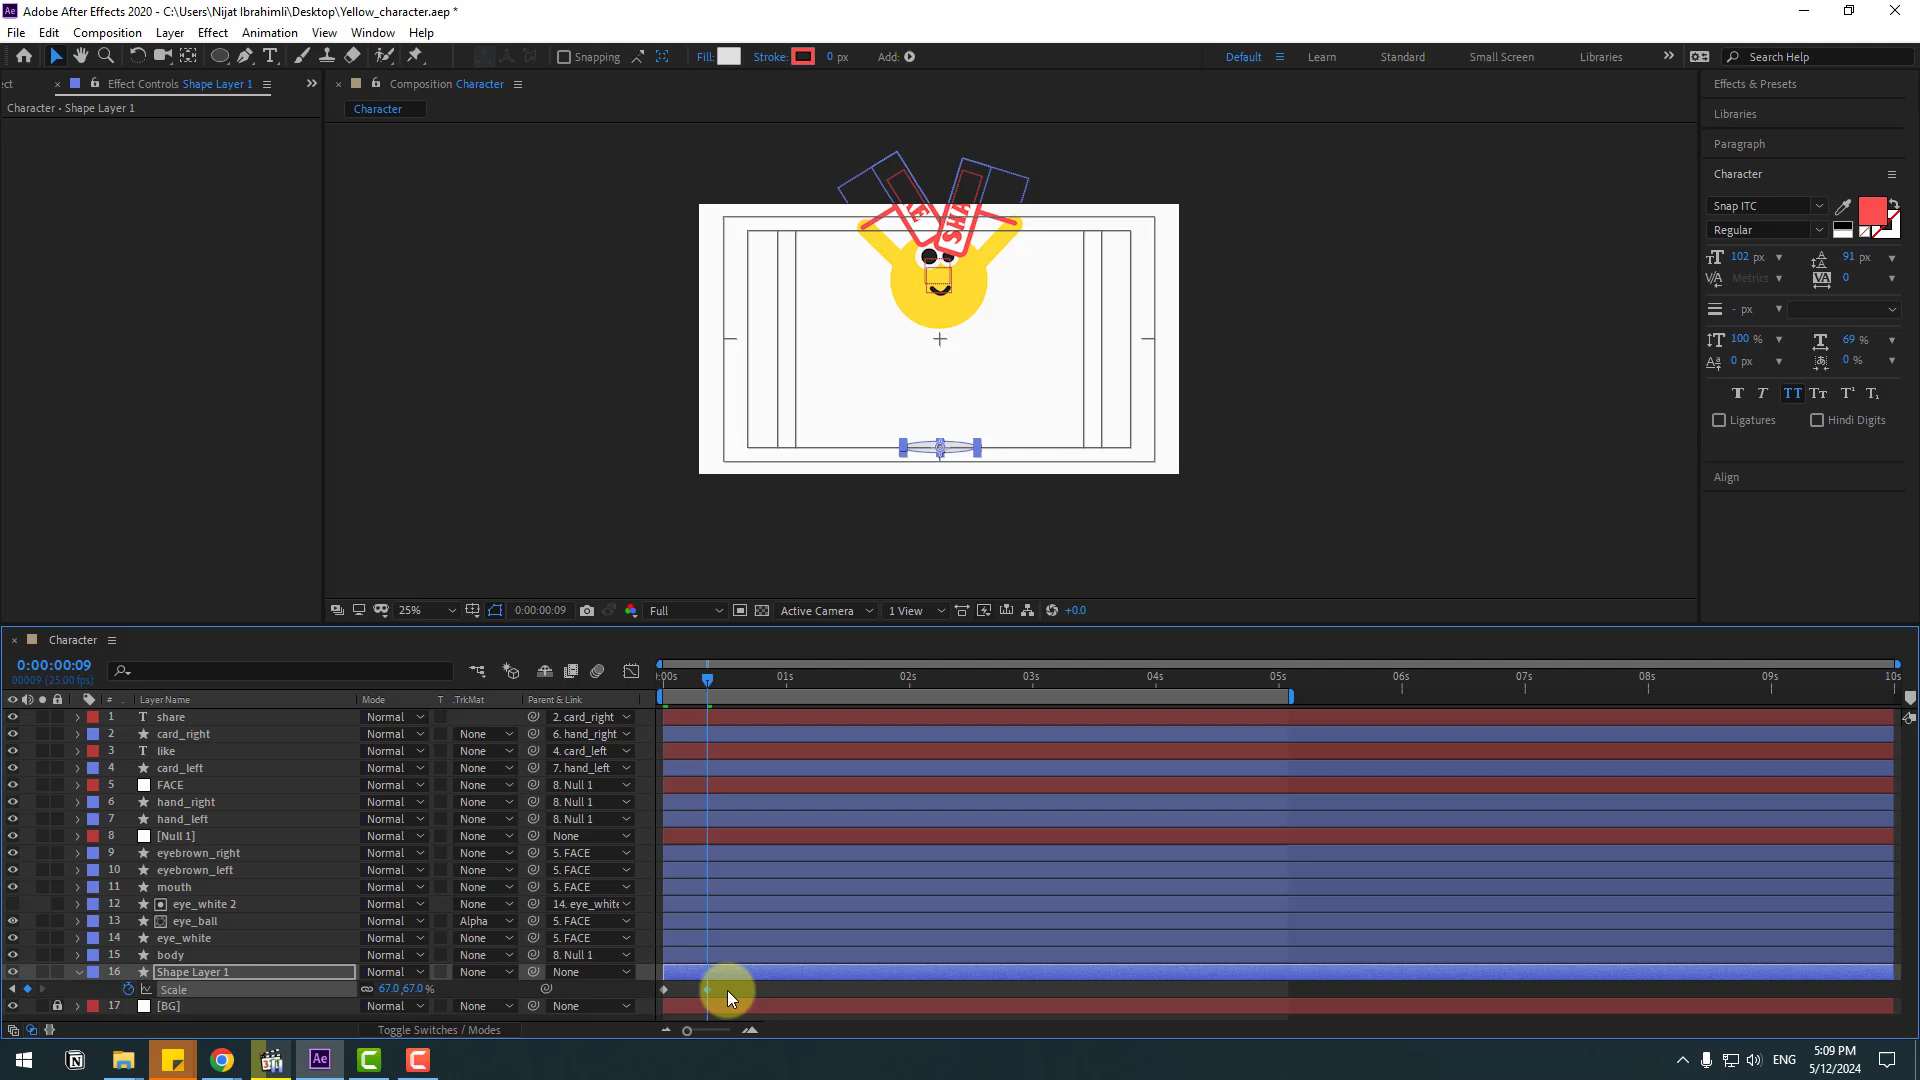 Adobe After Effects 2020 - C:\Users\Nijat Ibrahimli\Desktop\Yellow_character.aep *
File Edit Composition Layer Effect Animation View Window Help
Snapping Fill: Stroke: 0 px Add: Default Learn Standard Small Screen Libraries Search Help
ect Effect Controls Shape Layer 1
Composition Character
Character • Shape Layer 1
Character
Effects & Presets
Libraries
Paragraph
Character
Snap ITC
Regular
102 px 91 px
Metrics 0
- px
100 % 69 %
0 px 0 %
Ligatures Hindi Digits
Align
SHA
25% 0:00:00:09 Full Active Camera 1 View +0.0
Character
0:00:00:09
00009 (25.00 fps)
:00s 01s 02s 03s 04s 05s 06s 07s 08s 09s 10s
# Layer Name Mode T .TrkMat Parent & Link
1 T share Normal 2. card_right
2 card_right Normal None 6. hand_right
3 T like Normal None 4. card_left
4 card_left Normal None 7. hand_left
5 FACE Normal None 8. Null 1
6 hand_right Normal None 8. Null 1
7 hand_left Normal None 8. Null 1
8 [Null 1] Normal None None
9 eyebrown_right Normal None 5. FACE
10 eyebrown_left Normal None 5. FACE
11 mouth Normal None 5. FACE
12 eye_white 2 Normal None 14. eye_white
13 eye_ball Normal Alpha 5. FACE
14 eye_white Normal None 5. FACE
15 body Normal None 8. Null 1
16 Shape Layer 1 Normal None None
Scale 67.0,67.0 %
17 [BG] Normal None None
Toggle Switches / Modes
ENG 5:09 PM
5/12/2024